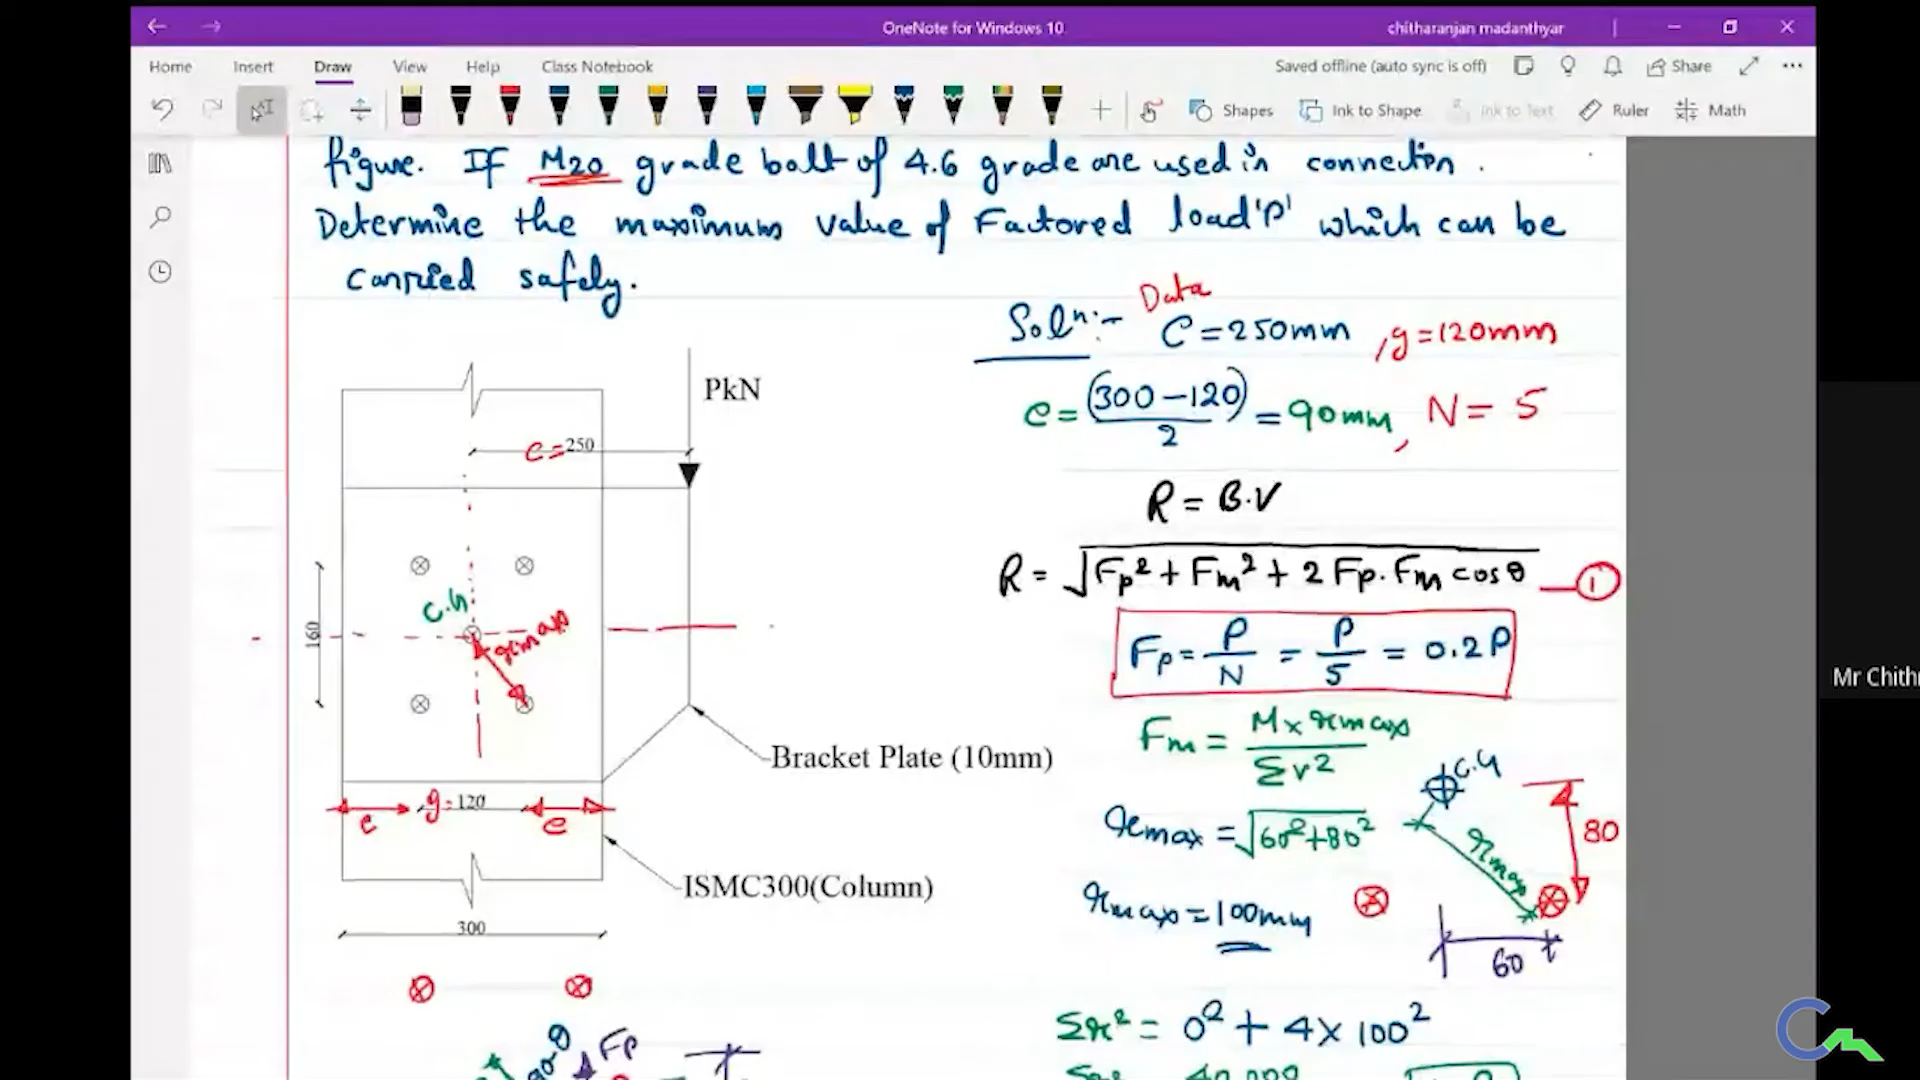 OneNote for Windows 10
chitharanjan madanthyar
Home Insert Draw View Help Class Notebook
Saved offline (auto sync is off) Share
Shapes Ink to Shape Ink to Text Ruler Math
figure. If M20 grade bolt of 4.6 grade are used in connection.
Determine the maximum value of Factored load 'P' which can be
carried safely.
Soln:- Data C=250mm, g=120mm
e = (300-120)/2 = 90mm, N = 5
PkN
e=250
R = B.V
R = √Fp²+Fm²+2Fp.Fm cosθ —①
C.G
rmax
160
Fp = P/N = P/5 = 0.2P
Fm = M x rmax / Σr²
Bracket Plate (10mm)
e g=120 e
rmax = √60²+80²
C.G
rmax
80
60
ISMC300(Column)
rmax = 100mm
300
Σr² = 0²+4x100²
Fp
Mr Chithr